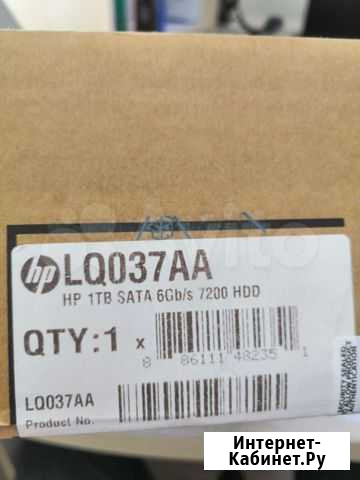 Avito
hp LQ037AA
HP 1TB SATA 6Gb/s 7200 HDD
QTY:1 x
8 86111 48235 1
LQ037AA
Product No.
Интернет-
Кабинет.Ру